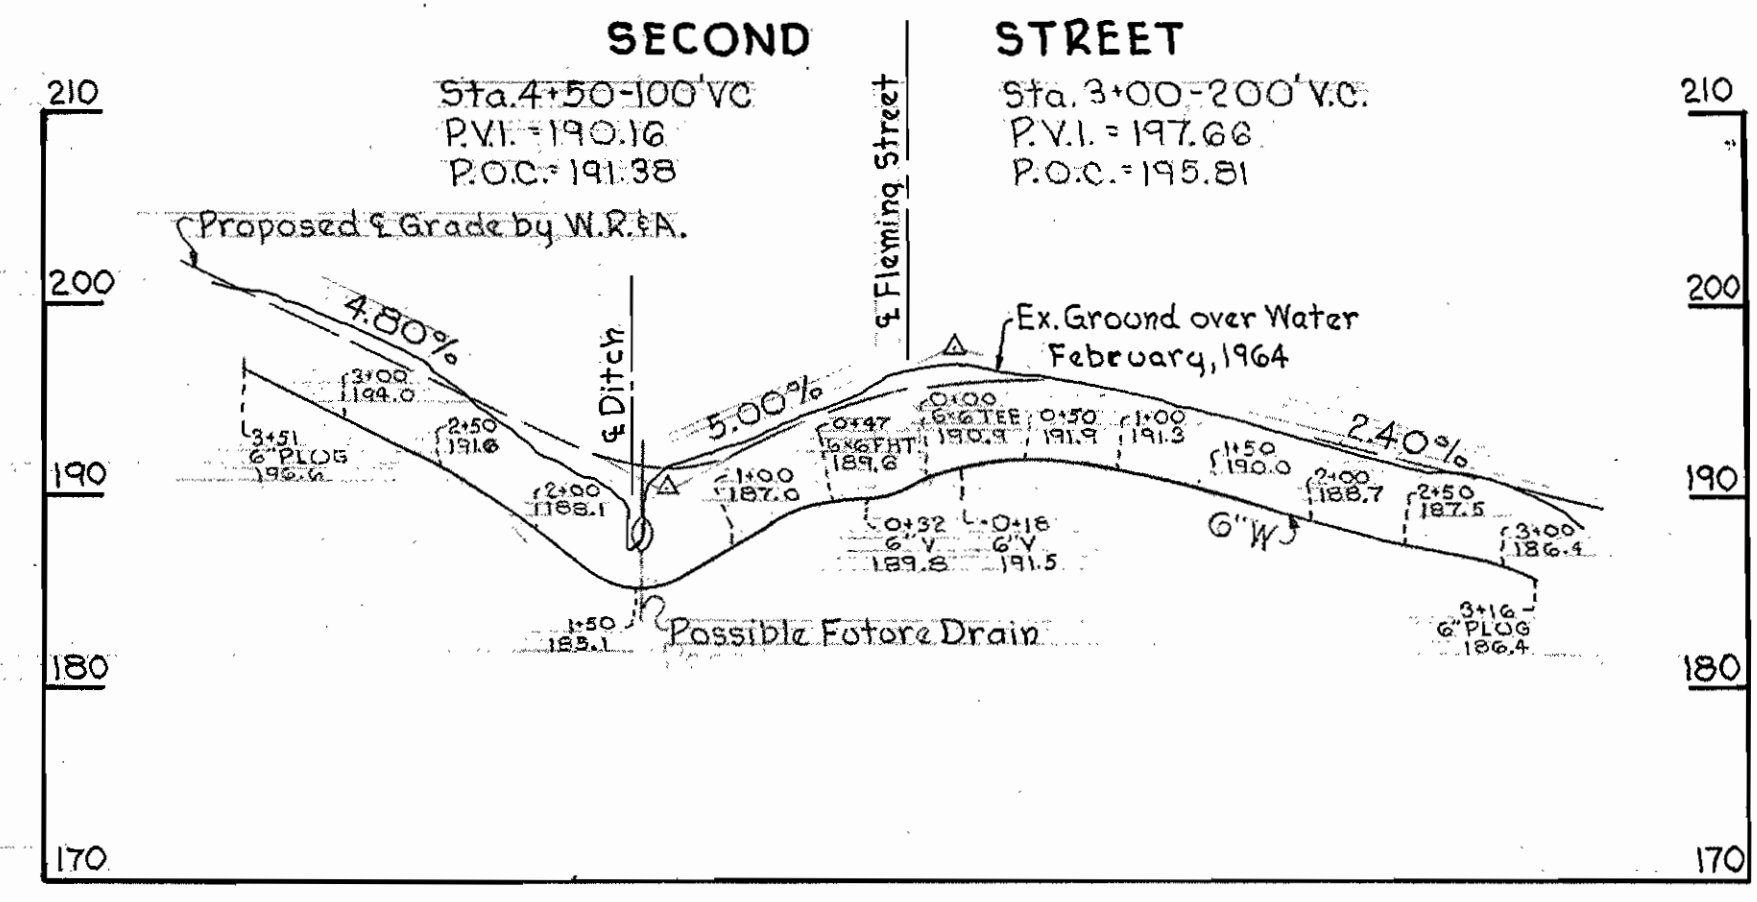 SECOND STREET
Sta. 4+50-100' VC
P.V.I. = 190.16
P.O.C. = 191.38
Sta. 3+00-200' V.C.
P.V.I. = 197.66
P.O.C. = 195.81
210
210
℄ Fleming Street
Proposed ℄ Grade by W.R.&A.
200
200
4.80%
℄ Ditch
5.00%
Ex. Ground over Water
February, 1964
2.40%
3+00
194.0
2+50
191.6
3+51
6" PLUG
196.6
2+00
188.1
1+00
187.0
0+47
6x6 FHT
189.6
0+00
6x6 TEE
190.9
0+50
191.9
1+00
191.3
1+50
190.0
2+00
188.7
2+50
187.5
3+00
186.4
190
190
0+32
6" V
189.8
0+18
6" V
191.5
6" W
1+50
185.1
Possible Future Drain
3+16
6" PLUG
186.4
180
180
170
170